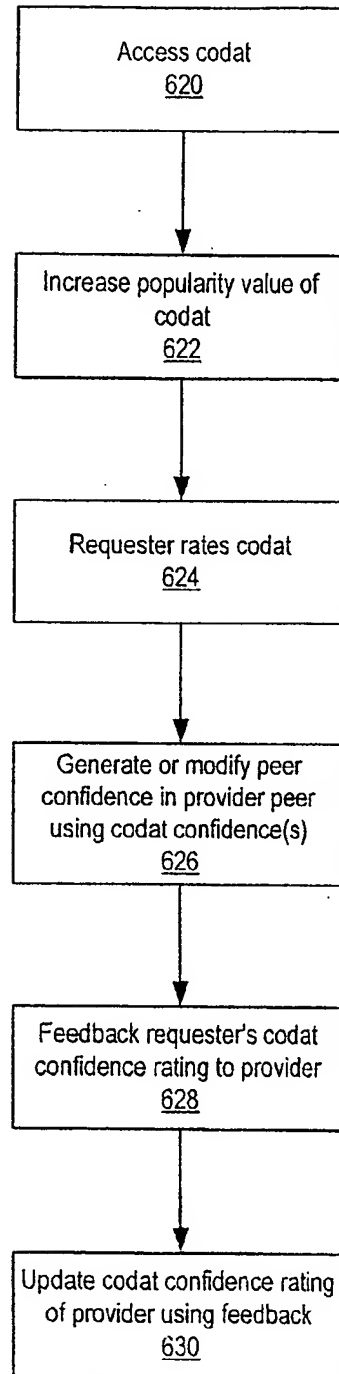 Access codat
620
Increase popularity value of
codat
622
Requester rates codat
624
Generate or modify peer
confidence in provider peer
using codat confidence(s)
626
Feedback requester's codat
confidence rating to provider
628
Update codat confidence rating
of provider using feedback
630